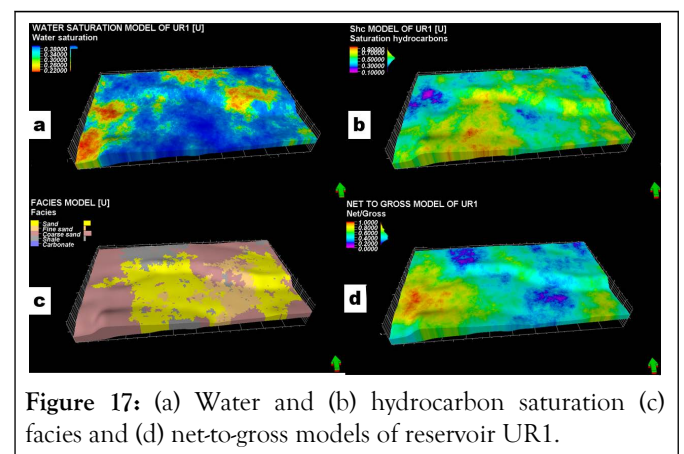 WATER SATURATION MODEL OF UR1 [U]
Water saturation
0.38000
0.34000
0.30000
0.26000
0.22000
a
Shc MODEL OF UR1 [U]
Saturation hydrocarbons
0.90000
0.70000
0.50000
0.30000
0.10000
b
FACIES MODEL [U]
Facies
Sand
Fine sand
Coarse sand
Shale
Carbonate
c
NET TO GROSS MODEL OF UR1
Net/Gross
1.0000
0.8000
0.6000
0.4000
0.2000
0.0000
d
Figure 17: (a) Water and (b) hydrocarbon saturation (c)
facies and (d) net-to-gross models of reservoir UR1.